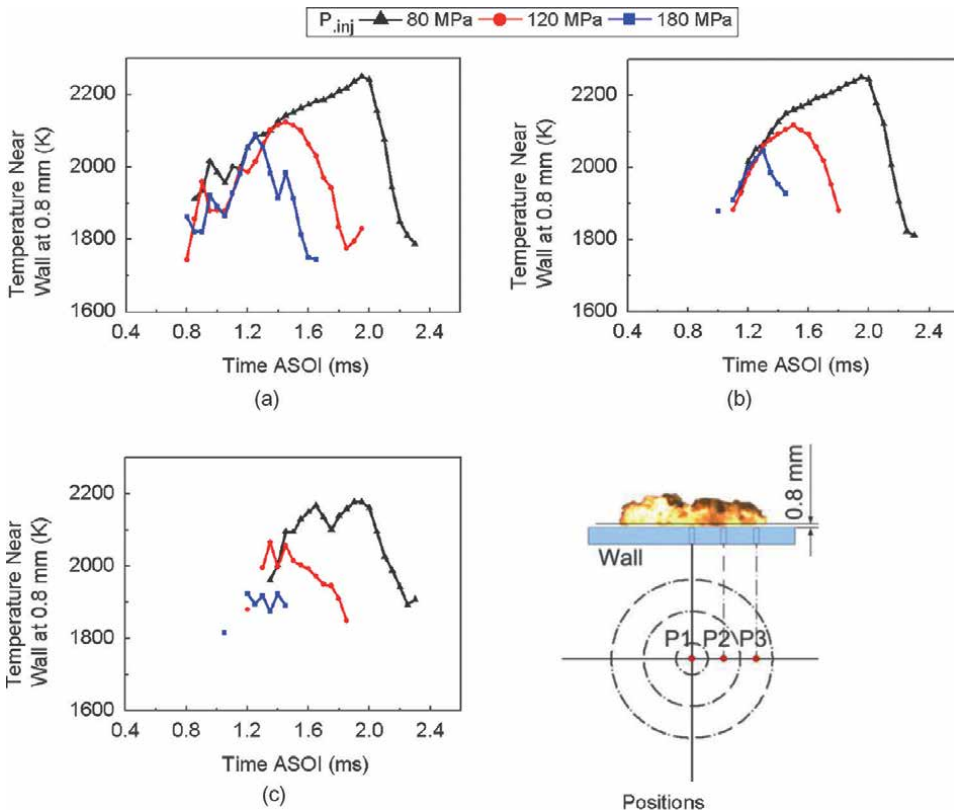 P.inj 80 MPa 120 MPa 180 MPa
2200
2000
1800
1600
Temperature Near
Wall at 0.8 mm (K)
0.4 0.8 1.2 1.6 2.0 2.4
Time ASOI (ms)
(a)
2200
2000
1800
1600
Temperature Near
Wall at 0.8 mm (K)
0.4 0.8 1.2 1.6 2.0 2.4
Time ASOI (ms)
(b)
2200
2000
1800
1600
Temperature Near
Wall at 0.8 mm (K)
0.4 0.8 1.2 1.6 2.0 2.4
Time ASOI (ms)
(c)
0.8 mm
Wall
P1 P2 P3
Positions